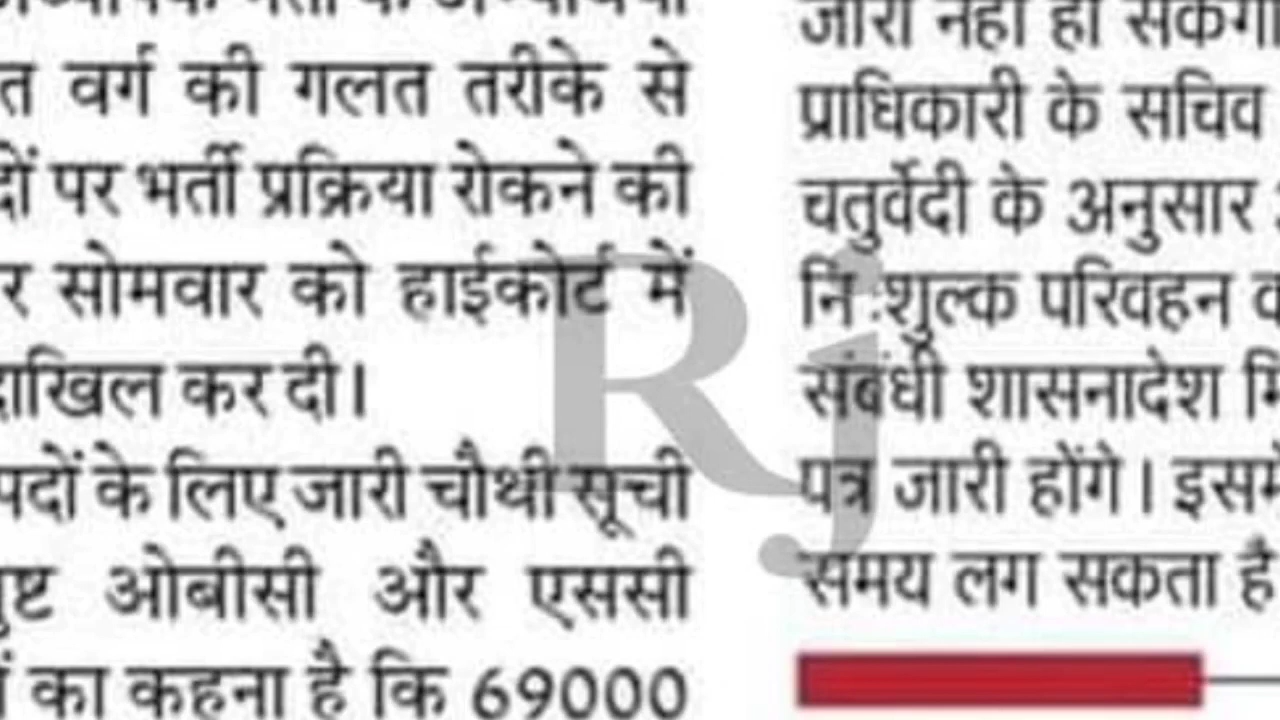 त वर्ग की गलत तरीके से
पर भर्ती प्रक्रिया रोकने की
र सोमवार को हाईकोर्ट में
दाखिल कर दी।
पदों के लिए जारी चौथी सूची
ओबीसी और एससी
का कहना है कि 69000
जारी नहीं हो सकेगा
प्राधिकारी के सचिव
चतुर्वेदी के अनुसार
नि :शुल्क परिवहन
संबंधी शासनादेश
पत्र जारी होंगे। इसमें
समय लग सकता है
Rj